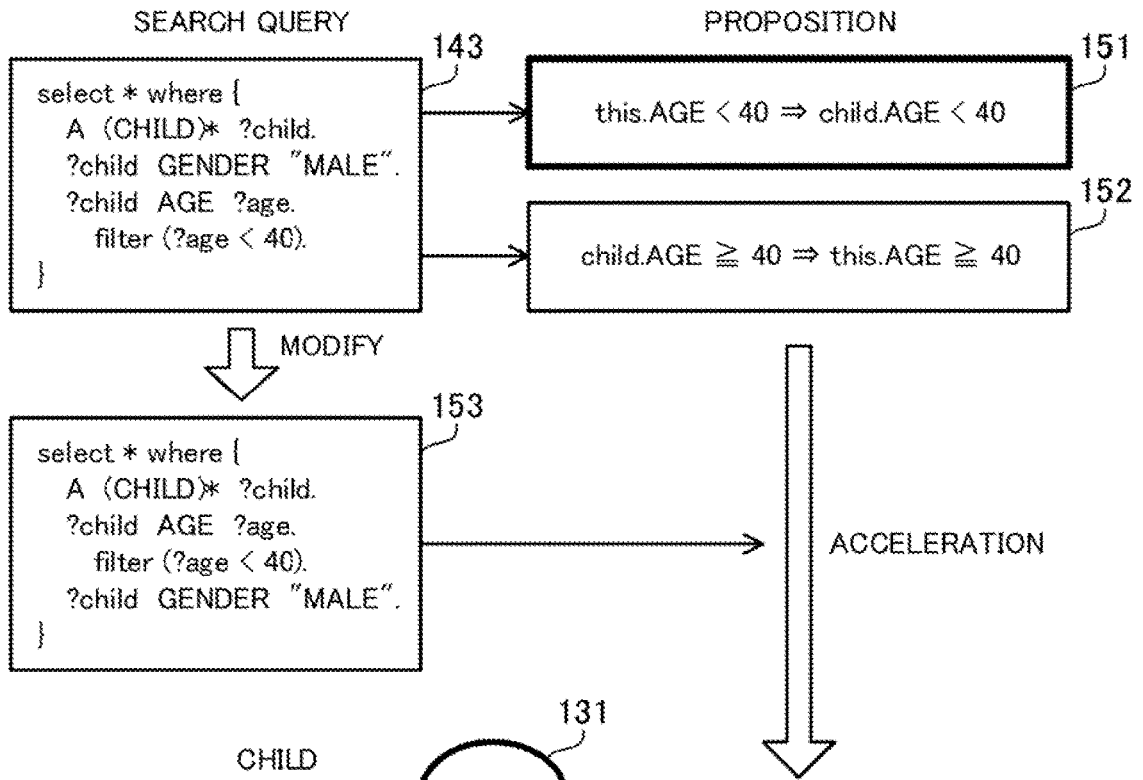 SEARCH QUERY
143
select * where {
A (CHILD)* ?child.
?child GENDER "MALE".
?child AGE ?age.
filter (?age < 40).
}
PROPOSITION
151
this.AGE < 40 ⇒ child.AGE < 40
152
child.AGE ≧ 40 ⇒ this.AGE ≧ 40
MODIFY
153
select * where {
A (CHILD)* ?child.
?child AGE ?age.
filter (?age < 40).
?child GENDER "MALE".
}
ACCELERATION
CHILD
131